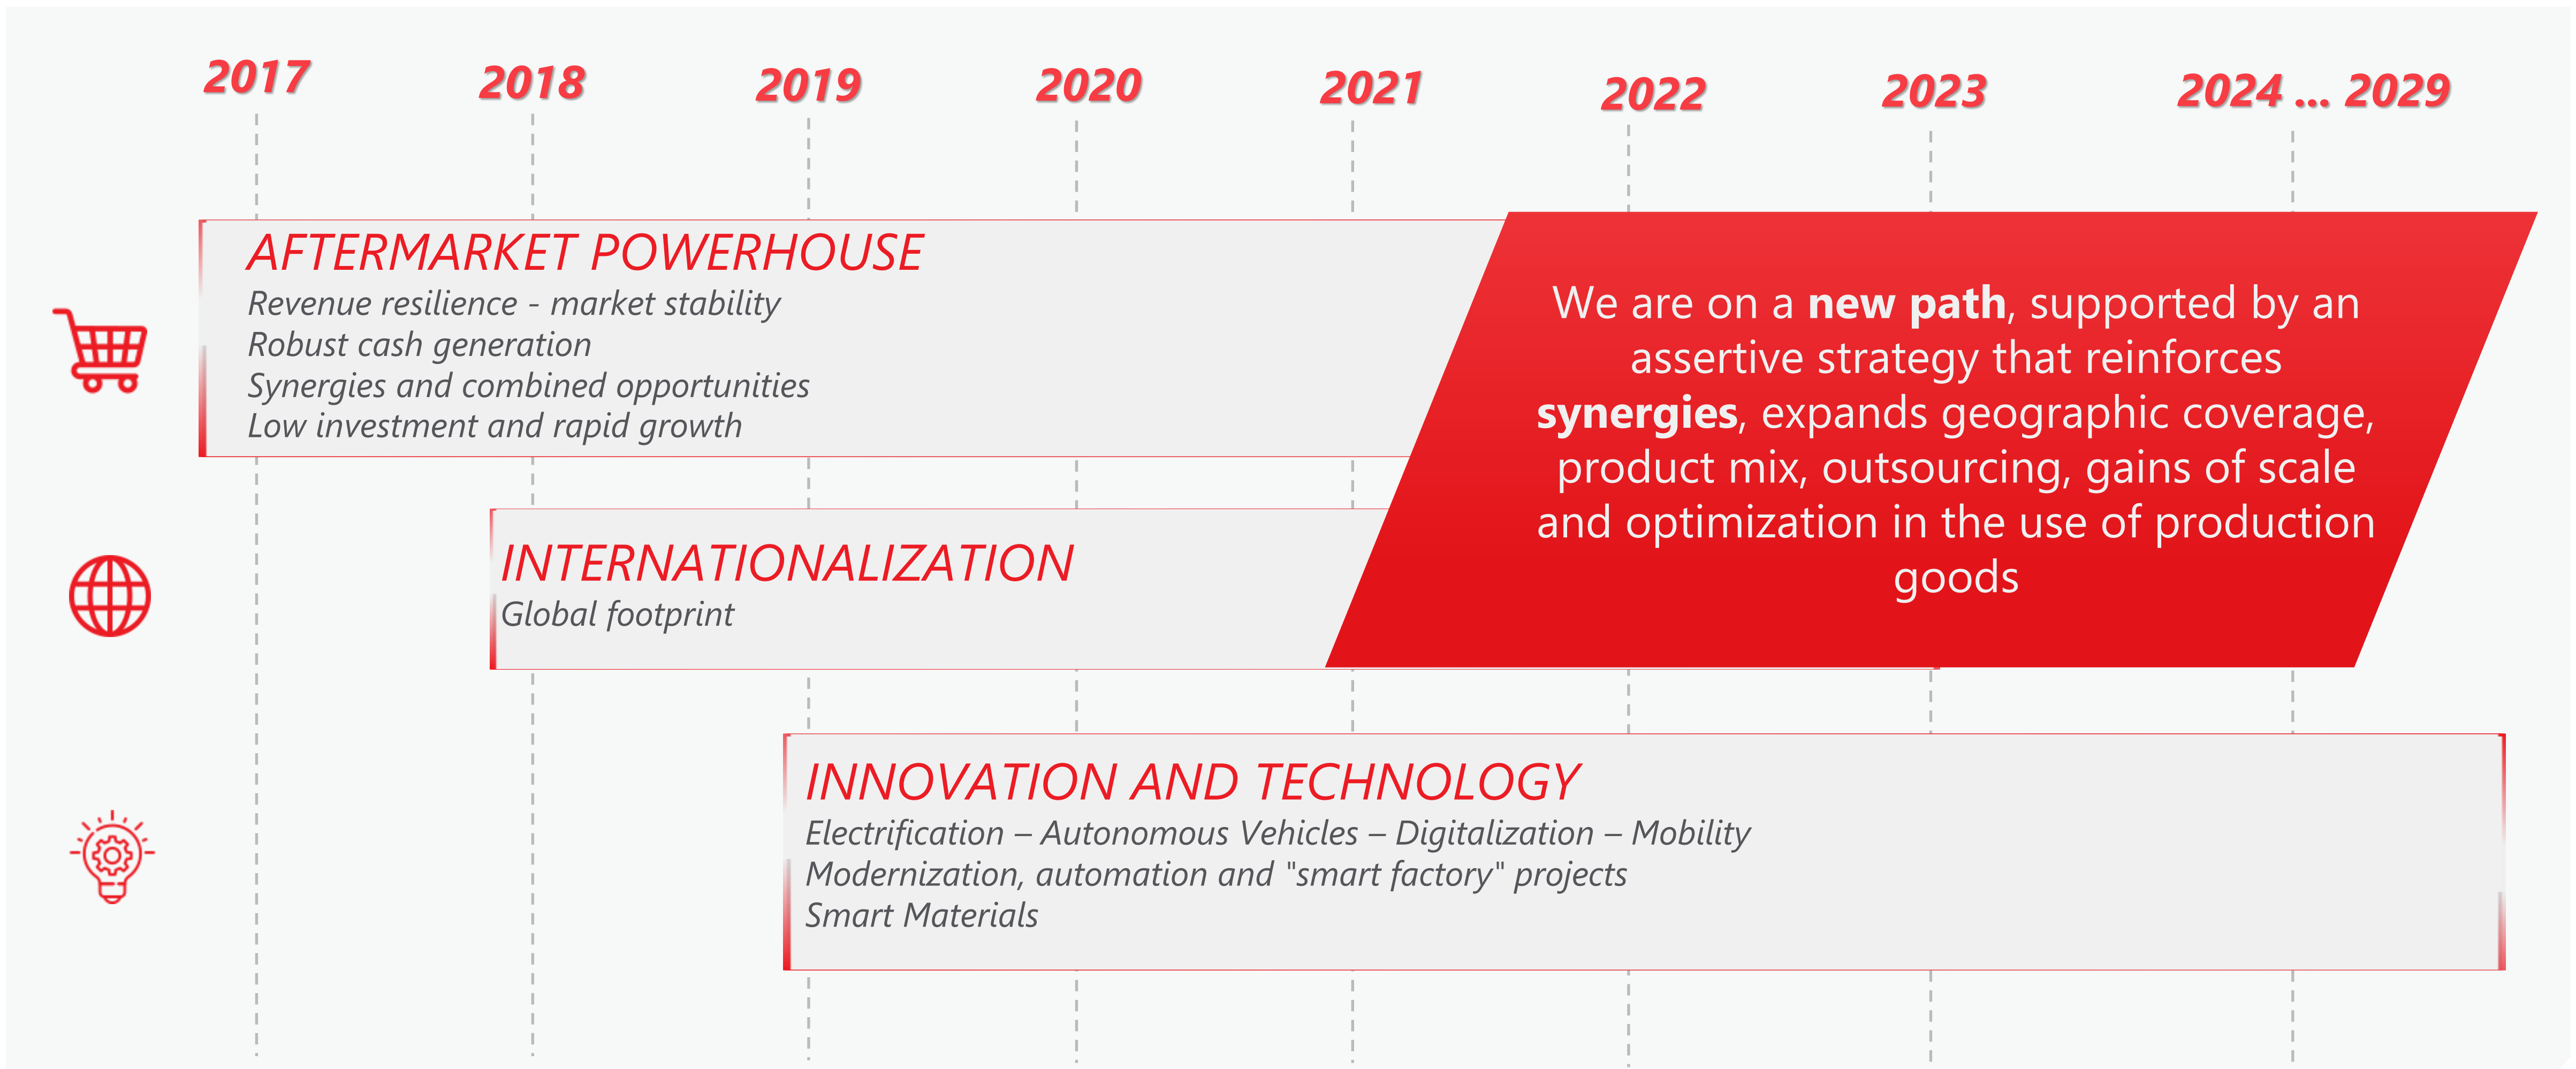 2017
2018
2019
2020
2021
2022
2023
2024 ... 2029
AFTERMARKET POWERHOUSE
Revenue resilience - market stability
Robust cash generation
Synergies and combined opportunities
Low investment and rapid growth
We are on a new path, supported by an
assertive strategy that reinforces
synergies, expands geographic coverage,
product mix, outsourcing, gains of scale
and optimization in the use of production
goods
INTERNATIONALIZATION
Global footprint
INNOVATION AND TECHNOLOGY
Electrification – Autonomous Vehicles – Digitalization – Mobility
Modernization, automation and "smart factory" projects
Smart Materials